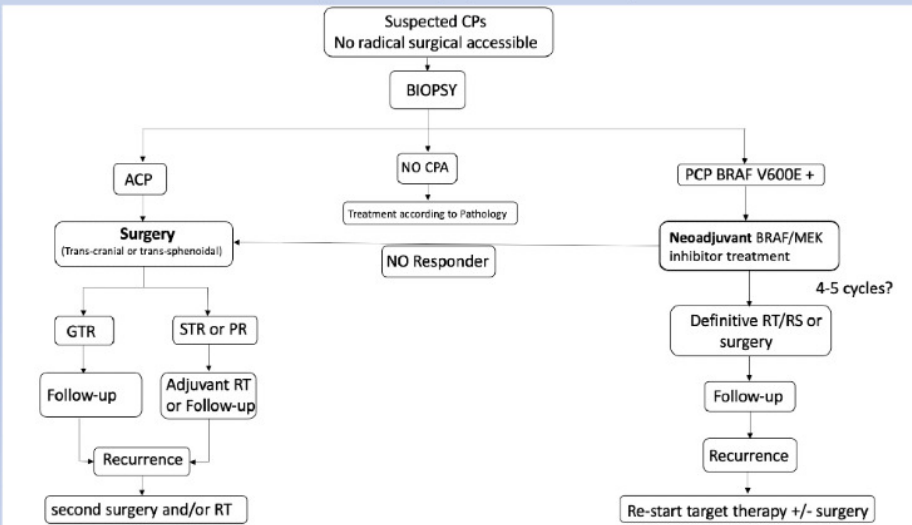 Suspected CPs
No radical surgical accessible
BIOPSY
ACP
NO CPA
PCP BRAF V600E +
Treatment according to Pathology
Surgery
(Trans-cranial or trans-sphenoidal)
NO Responder
Neoadjuvant BRAF/MEK
inhibitor treatment
4-5 cycles?
GTR
STR or PR
Definitive RT/RS or
surgery
Follow-up
Adjuvant RT
or Follow-up
Follow-up
Recurrence
Recurrence
second surgery and/or RT
Re-start target therapy +/- surgery